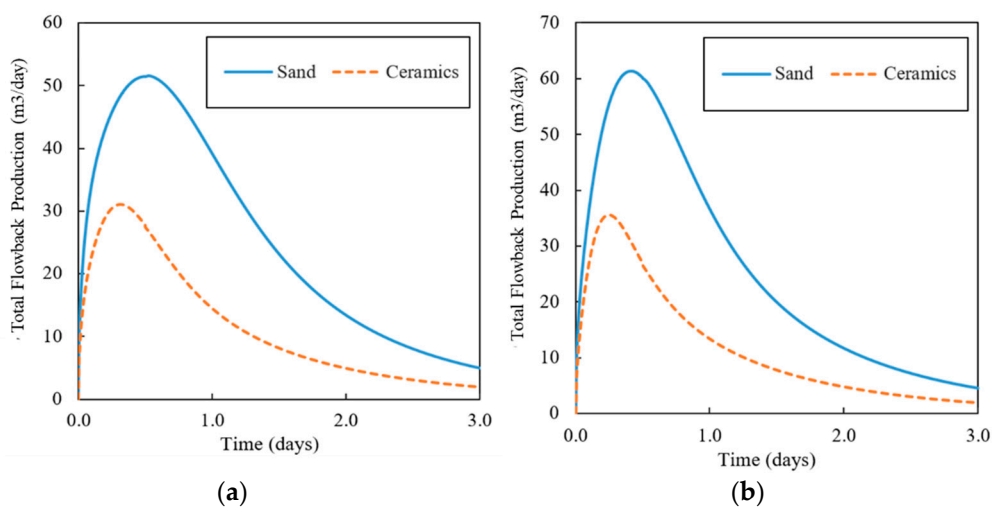 60
50
40
30
20
10
0
Total Flowback Production (m3/day)
Sand Ceramics
0.0 1.0 2.0 3.0
Time (days)
(a)
70
60
50
40
30
20
10
0
Total Flowback Production (m3/day)
Sand Ceramics
0.0 1.0 2.0 3.0
Time (days)
(b)